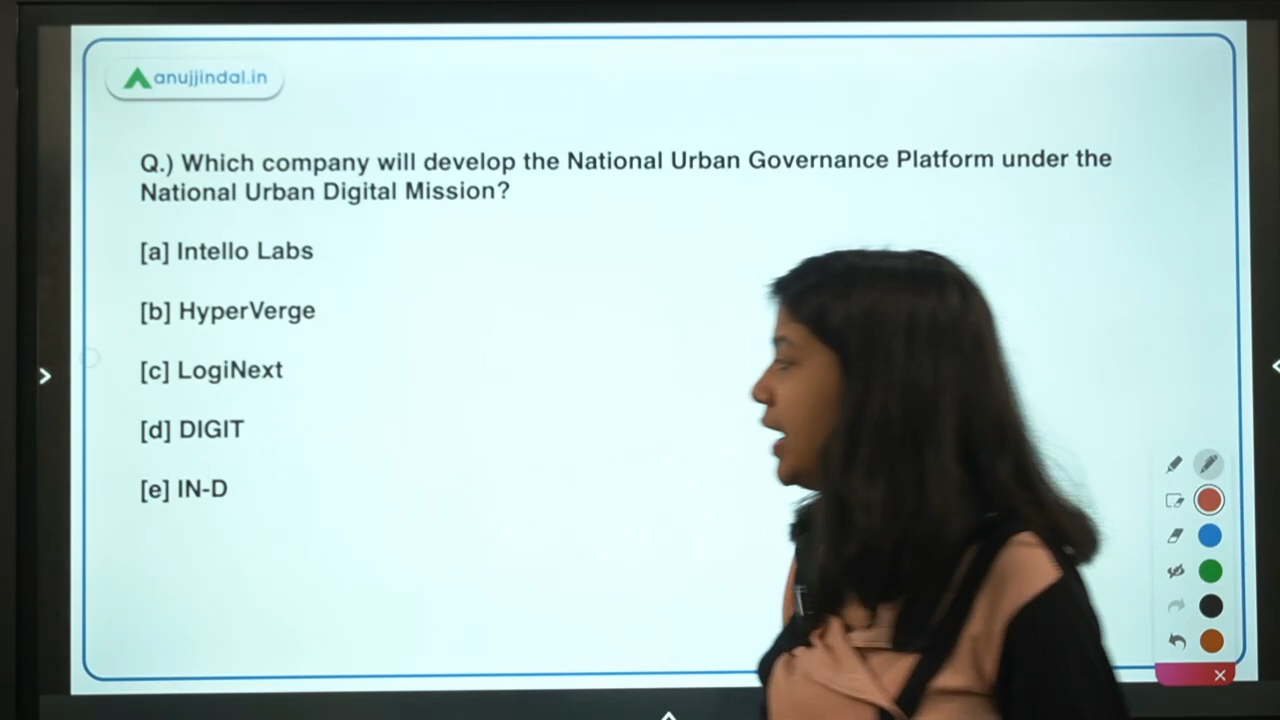 anujjindal.in
Q.) Which company will develop the National Urban Governance Platform under the
National Urban Digital Mission?
[a] Intello Labs
[b] HyperVerge
[c] LogiNext
[d] DIGIT
[e] IN-D